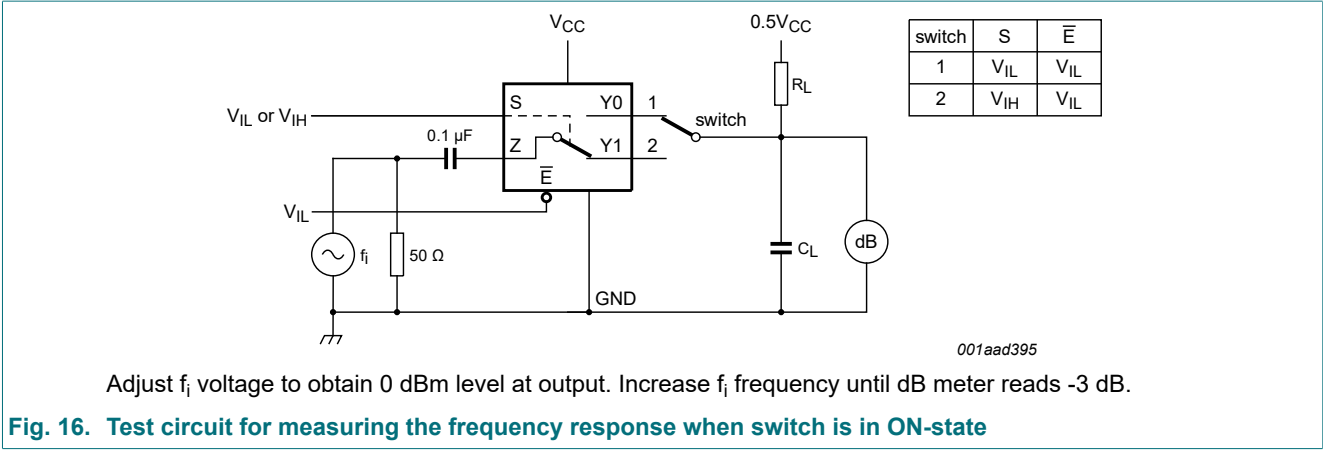 VCC
0.5VCC
switch S E̅
1 VIL VIL
2 VIH VIL
RL
S Y0 1
switch
VIL or VIH
0.1 µF
Z Y1 2
E̅
VIL
fi
50 Ω
CL
dB
GND
001aad395
Adjust fi voltage to obtain 0 dBm level at output. Increase fi frequency until dB meter reads -3 dB.
Fig. 16. Test circuit for measuring the frequency response when switch is in ON-state